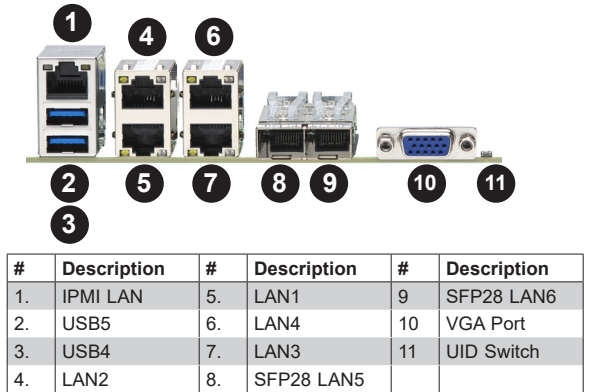 1
4
6
2
5
7
8
9
10
11
3
# Description # Description # Description
1. IPMI LAN 5. LAN1 9 SFP28 LAN6
2. USB5 6. LAN4 10 VGA Port
3. USB4 7. LAN3 11 UID Switch
4. LAN2 8. SFP28 LAN5